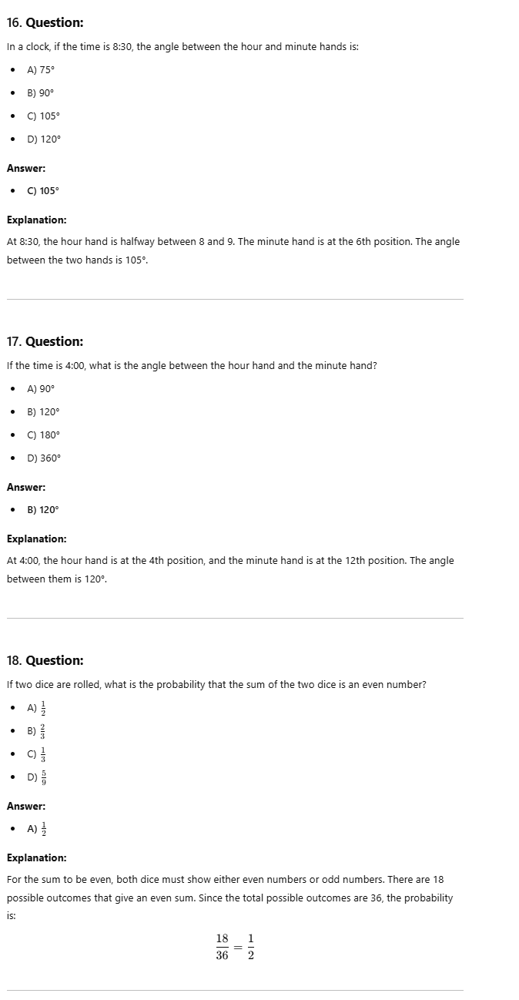 16. Question:
In a clock, if the time is 8:30, the angle between the hour and minute hands is:
• A) 75°
• B) 90°
• C) 105°
• D) 120°
Answer:
• C) 105°
Explanation:
At 8:30, the hour hand is halfway between 8 and 9. The minute hand is at the 6th position. The angle
between the two hands is 105°.
17. Question:
If the time is 4:00, what is the angle between the hour hand and the minute hand?
• A) 90°
• B) 120°
• C) 180°
• D) 360°
Answer:
• B) 120°
Explanation:
At 4:00, the hour hand is at the 4th position, and the minute hand is at the 12th position. The angle
between them is 120°.
18. Question:
If two dice are rolled, what is the probability that the sum of the two dice is an even number?
• A) 1/2
• B) 2/3
• C) 1/3
• D) 5/9
Answer:
• A) 1/2
Explanation:
For the sum to be even, both dice must show either even numbers or odd numbers. There are 18
possible outcomes that give an even sum. Since the total possible outcomes are 36, the probability
is:
18/36 = 1/2